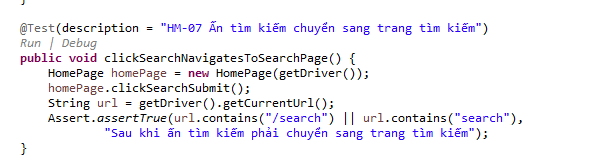 @Test(description = "HM-07 Ấn tìm kiếm chuyển sang trang tìm kiếm")
Run | Debug
public void clickSearchNavigatesToSearchPage() {
HomePage homePage = new HomePage(getDriver());
homePage.clickSearchSubmit();
String url = getDriver().getCurrentUrl();
Assert.assertTrue(url.contains("/search") || url.contains("search"),
"Sau khi ấn tìm kiếm phải chuyển sang trang tìm kiếm");
}